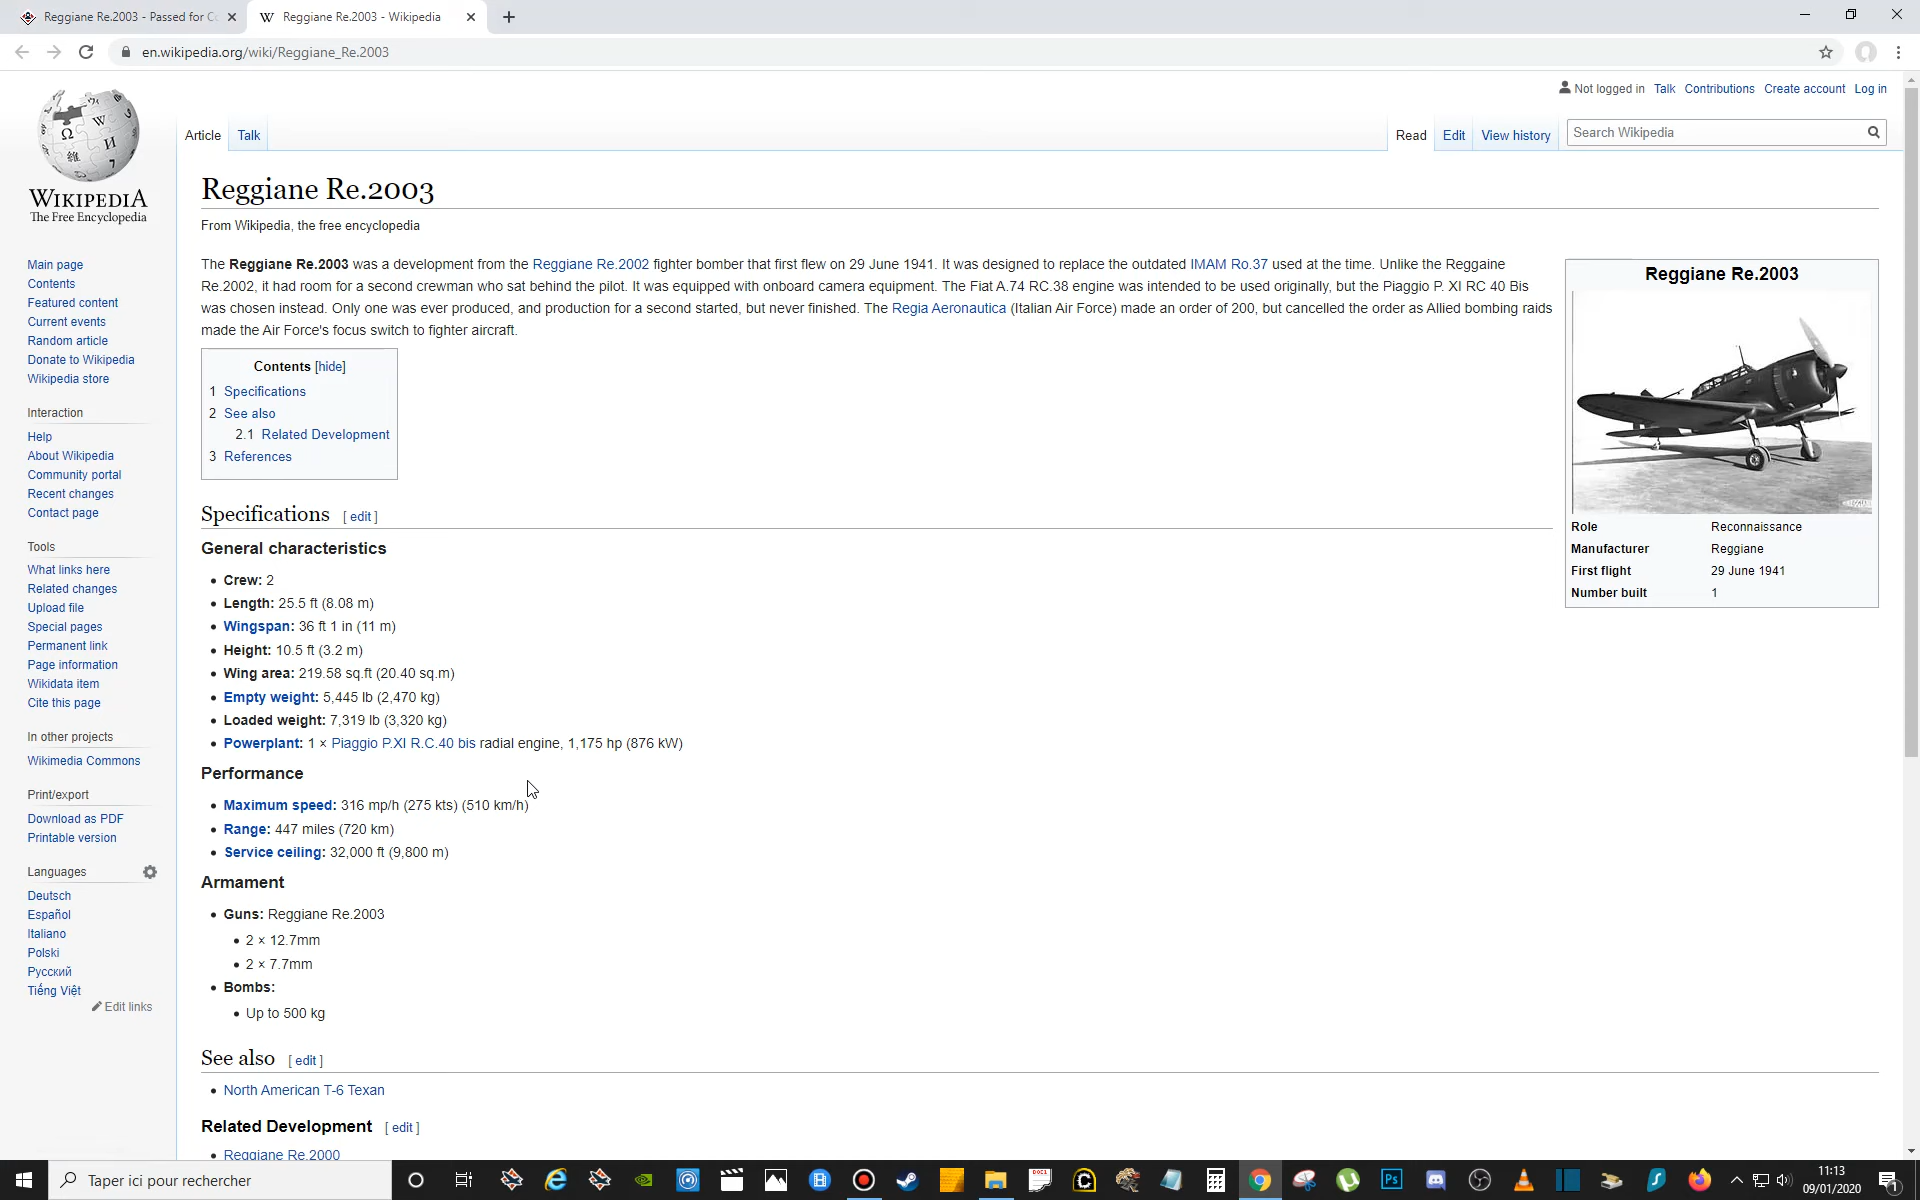 Reggiane Re.2003 - Passed for Co
Reggiane Re.2003 - Wikipedia
en.wikipedia.org/wiki/Reggiane_Re.2003
Not logged in Talk Contributions Create account Log in
Article Talk Read Edit View history Search Wikipedia
WIKIPEDIA
The Free Encyclopedia
Main page
Contents
Featured content
Current events
Random article
Donate to Wikipedia
Wikipedia store
Interaction
Help
About Wikipedia
Community portal
Recent changes
Contact page
Tools
What links here
Related changes
Upload file
Special pages
Permanent link
Page information
Wikidata item
Cite this page
In other projects
Wikimedia Commons
Print/export
Download as PDF
Printable version
Languages
Deutsch
Español
Italiano
Polski
Русский
Tiếng Việt
Edit links
Reggiane Re.2003
From Wikipedia, the free encyclopedia
The Reggiane Re.2003 was a development from the Reggiane Re.2002 fighter bomber that first flew on 29 June 1941. It was designed to replace the outdated IMAM Ro.37 used at the time. Unlike the Reggaine
Re.2002, it had room for a second crewman who sat behind the pilot. It was equipped with onboard camera equipment. The Fiat A.74 RC.38 engine was intended to be used originally, but the Piaggio P. XI RC 40 Bis
was chosen instead. Only one was ever produced, and production for a second started, but never finished. The Regia Aeronautica (Italian Air Force) made an order of 200, but cancelled the order as Allied bombing raids
made the Air Force's focus switch to fighter aircraft.
Contents [hide]
1 Specifications
2 See also
2.1 Related Development
3 References
Reggiane Re.2003
Role Reconnaissance
Manufacturer Reggiane
First flight 29 June 1941
Number built 1
Specifications [ edit ]
General characteristics
• Crew: 2
• Length: 25.5 ft (8.08 m)
• Wingspan: 36 ft 1 in (11 m)
• Height: 10.5 ft (3.2 m)
• Wing area: 219.58 sq.ft (20.40 sq.m)
• Empty weight: 5,445 lb (2,470 kg)
• Loaded weight: 7,319 lb (3,320 kg)
• Powerplant: 1 × Piaggio P.XI R.C.40 bis radial engine, 1,175 hp (876 kW)
Performance
• Maximum speed: 316 mp/h (275 kts) (510 km/h)
• Range: 447 miles (720 km)
• Service ceiling: 32,000 ft (9,800 m)
Armament
• Guns: Reggiane Re.2003
• 2 × 12.7mm
• 2 × 7.7mm
• Bombs:
• Up to 500 kg
See also [ edit ]
• North American T-6 Texan
Related Development [ edit ]
• Reggiane Re.2000
Taper ici pour rechercher
11:13
09/01/2020